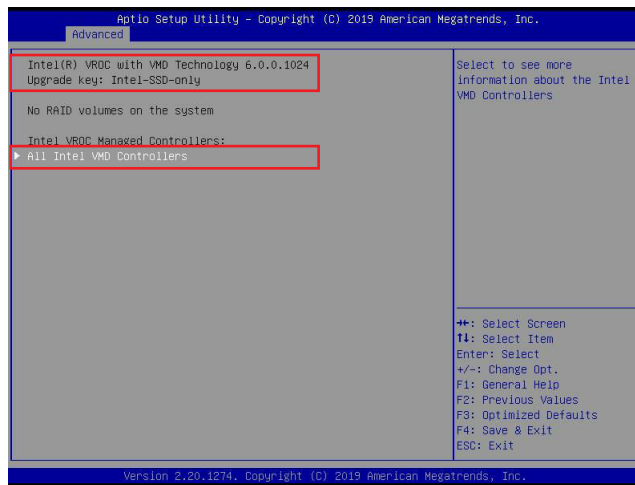 Aptio Setup Utility – Copyright (C) 2019 American Megatrends, Inc.
Advanced
Intel(R) VROC with VMD Technology 6.0.0.1024
Upgrade key: Intel-SSD-only
No RAID volumes on the system
Intel VROC Managed Controllers:
▶ All Intel VMD Controllers
Select to see more
information about the Intel
VMD Controllers
→←: Select Screen
↑↓: Select Item
Enter: Select
+/-: Change Opt.
F1: General Help
F2: Previous Values
F3: Optimized Defaults
F4: Save & Exit
ESC: Exit
Version 2.20.1274. Copyright (C) 2019 American Megatrends, Inc.